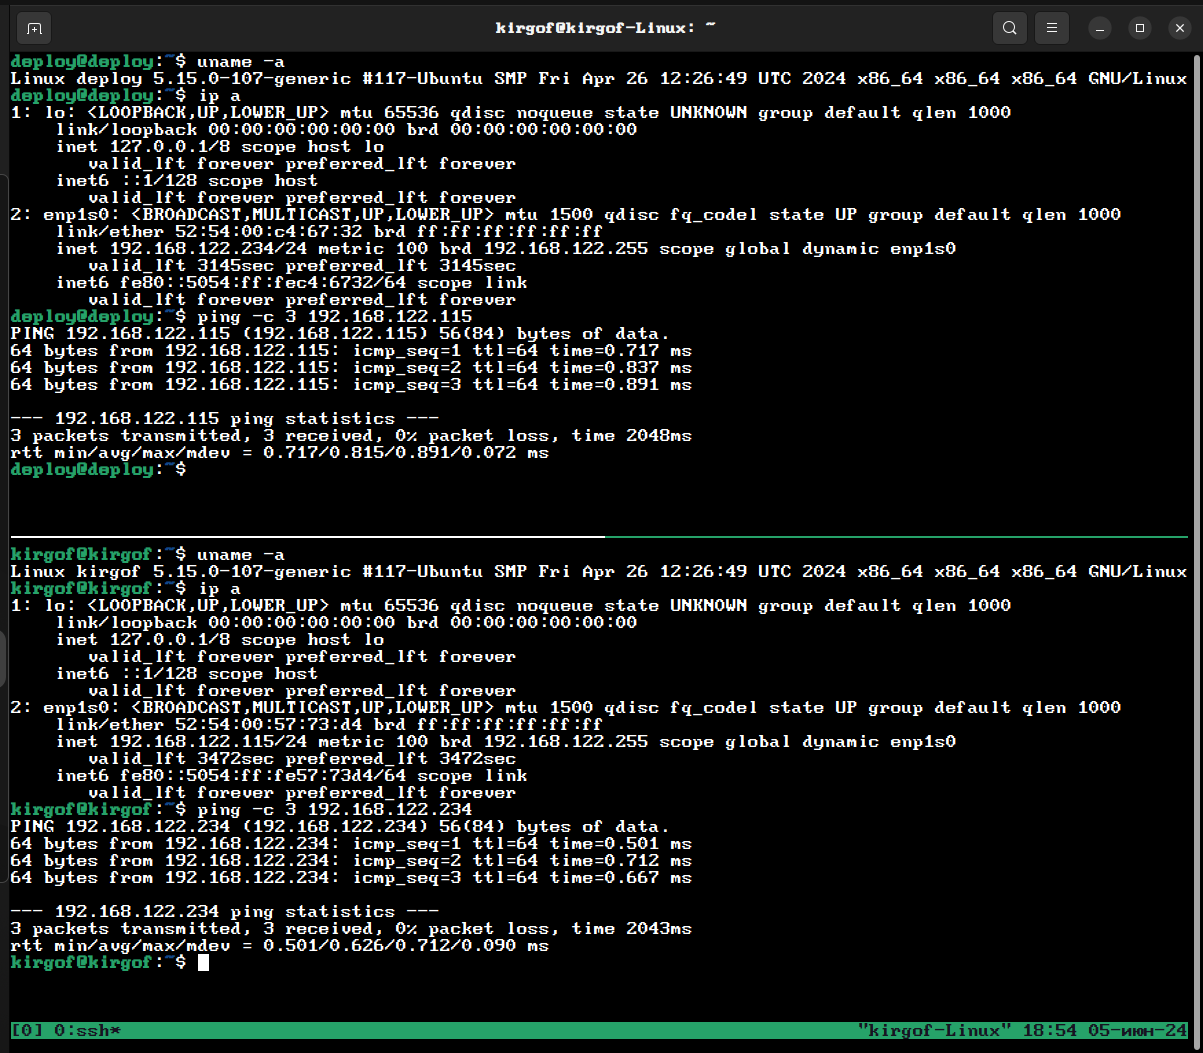 kirgof@kirgof-Linux: ~
deploy@deploy:~$ uname -a
Linux deploy 5.15.0-107-generic #117-Ubuntu SMP Fri Apr 26 12:26:49 UTC 2024 x86_64 x86_64 x86_64 GNU/Linux
deploy@deploy:~$ ip a
1: lo: <LOOPBACK,UP,LOWER_UP> mtu 65536 qdisc noqueue state UNKNOWN group default qlen 1000
    link/loopback 00:00:00:00:00:00 brd 00:00:00:00:00:00
    inet 127.0.0.1/8 scope host lo
       valid_lft forever preferred_lft forever
    inet6 ::1/128 scope host
       valid_lft forever preferred_lft forever
2: enp1s0: <BROADCAST,MULTICAST,UP,LOWER_UP> mtu 1500 qdisc fq_codel state UP group default qlen 1000
    link/ether 52:54:00:c4:67:32 brd ff:ff:ff:ff:ff:ff
    inet 192.168.122.234/24 metric 100 brd 192.168.122.255 scope global dynamic enp1s0
       valid_lft 3145sec preferred_lft 3145sec
    inet6 fe80::5054:ff:fec4:6732/64 scope link
       valid_lft forever preferred_lft forever
deploy@deploy:~$ ping -c 3 192.168.122.115
PING 192.168.122.115 (192.168.122.115) 56(84) bytes of data.
64 bytes from 192.168.122.115: icmp_seq=1 ttl=64 time=0.717 ms
64 bytes from 192.168.122.115: icmp_seq=2 ttl=64 time=0.837 ms
64 bytes from 192.168.122.115: icmp_seq=3 ttl=64 time=0.891 ms
--- 192.168.122.115 ping statistics ---
3 packets transmitted, 3 received, 0% packet loss, time 2048ms
rtt min/avg/max/mdev = 0.717/0.815/0.891/0.072 ms
deploy@deploy:~$
kirgof@kirgof:~$ uname -a
Linux kirgof 5.15.0-107-generic #117-Ubuntu SMP Fri Apr 26 12:26:49 UTC 2024 x86_64 x86_64 x86_64 GNU/Linux
kirgof@kirgof:~$ ip a
1: lo: <LOOPBACK,UP,LOWER_UP> mtu 65536 qdisc noqueue state UNKNOWN group default qlen 1000
    link/loopback 00:00:00:00:00:00 brd 00:00:00:00:00:00
    inet 127.0.0.1/8 scope host lo
       valid_lft forever preferred_lft forever
    inet6 ::1/128 scope host
       valid_lft forever preferred_lft forever
2: enp1s0: <BROADCAST,MULTICAST,UP,LOWER_UP> mtu 1500 qdisc fq_codel state UP group default qlen 1000
    link/ether 52:54:00:57:73:d4 brd ff:ff:ff:ff:ff:ff
    inet 192.168.122.115/24 metric 100 brd 192.168.122.255 scope global dynamic enp1s0
       valid_lft 3472sec preferred_lft 3472sec
    inet6 fe80::5054:ff:fe57:73d4/64 scope link
       valid_lft forever preferred_lft forever
kirgof@kirgof:~$ ping -c 3 192.168.122.234
PING 192.168.122.234 (192.168.122.234) 56(84) bytes of data.
64 bytes from 192.168.122.234: icmp_seq=1 ttl=64 time=0.501 ms
64 bytes from 192.168.122.234: icmp_seq=2 ttl=64 time=0.712 ms
64 bytes from 192.168.122.234: icmp_seq=3 ttl=64 time=0.667 ms
--- 192.168.122.234 ping statistics ---
3 packets transmitted, 3 received, 0% packet loss, time 2043ms
rtt min/avg/max/mdev = 0.501/0.626/0.712/0.090 ms
kirgof@kirgof:~$
[0] 0:ssh* "kirgof-Linux" 18:54 05-июн-24